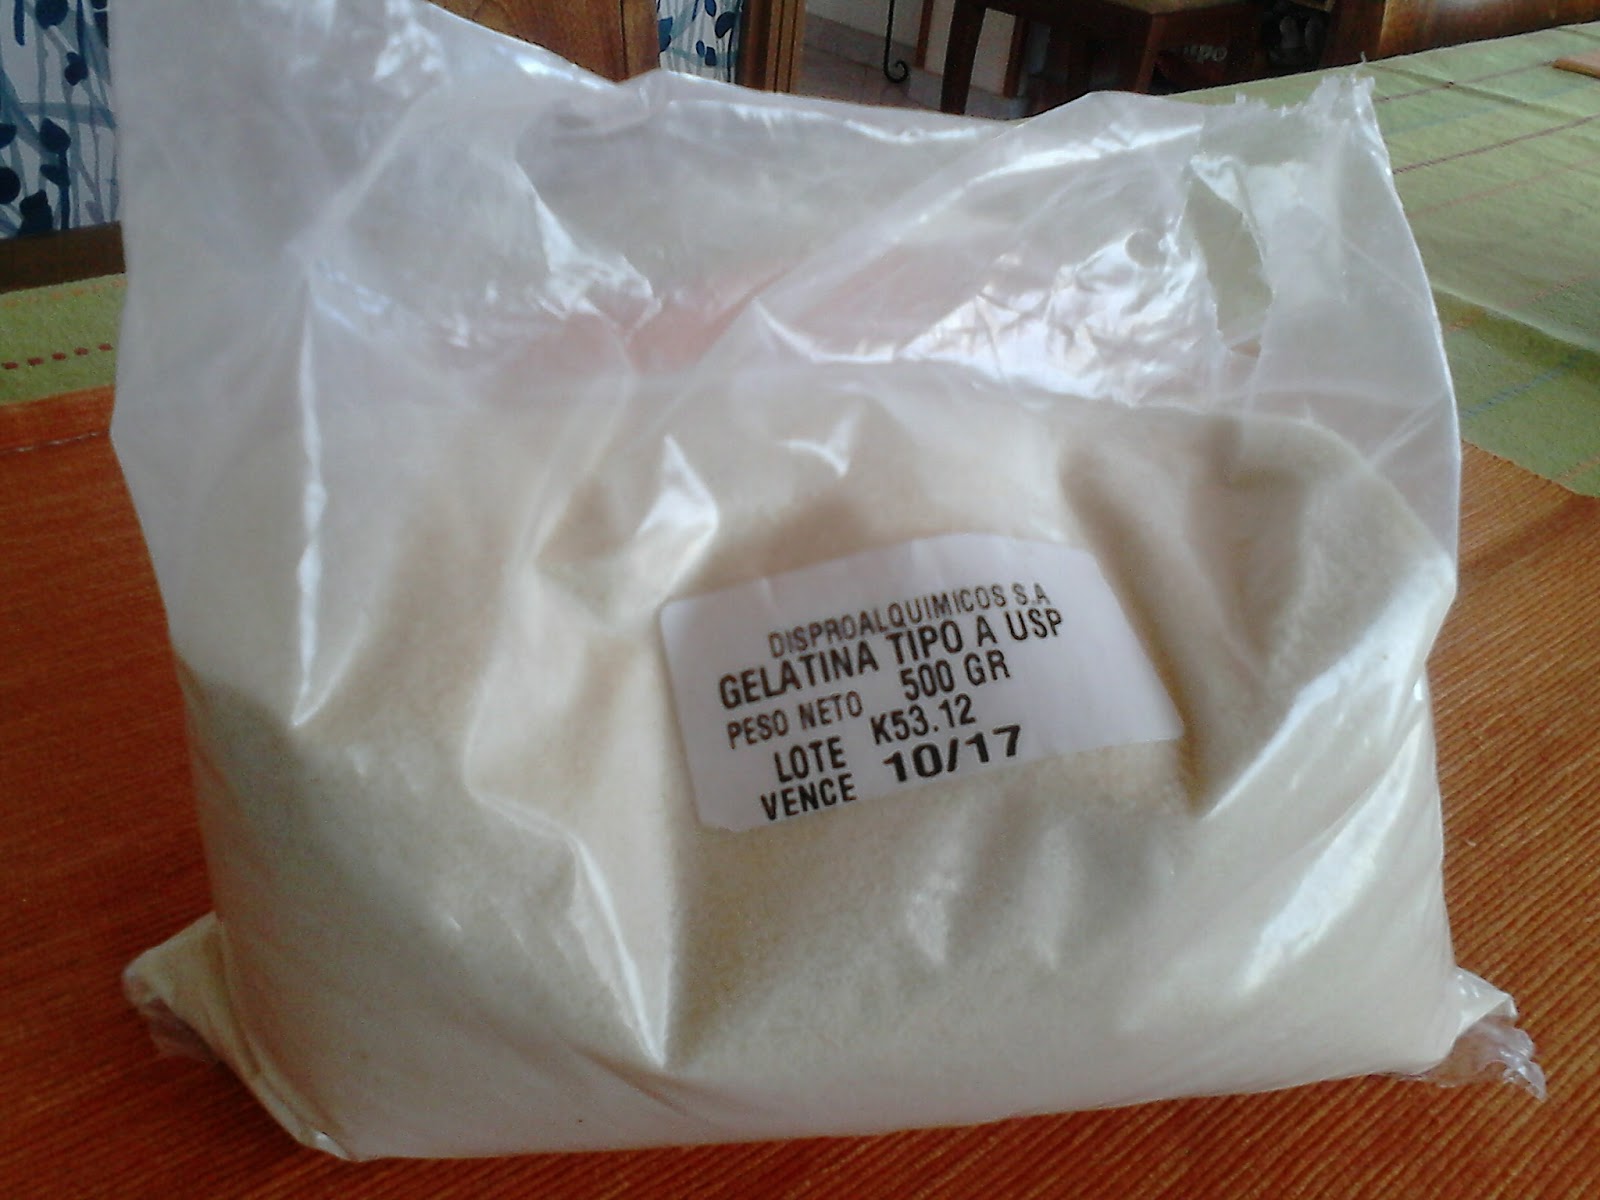 DISPROALQUIMICOS S.A
GELATINA TIPO A USP
PESO NETO 500 GR
LOTE K53.12
VENCE 10/17